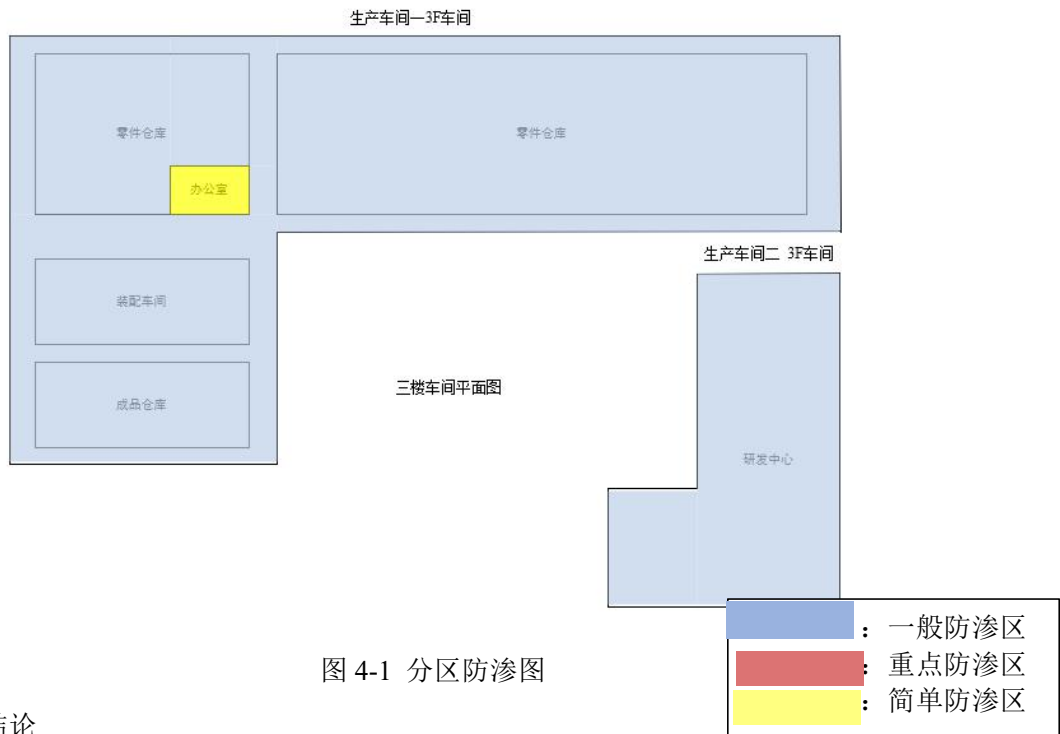 生产车间一3F车间
零件仓库
零件仓库
办公室
生产车间二 3F车间
装配车间
三楼车间平面图
成品仓库
研发中心
：一般防渗区
图 4-1 分区防渗图
：重点防渗区
：简单防渗区